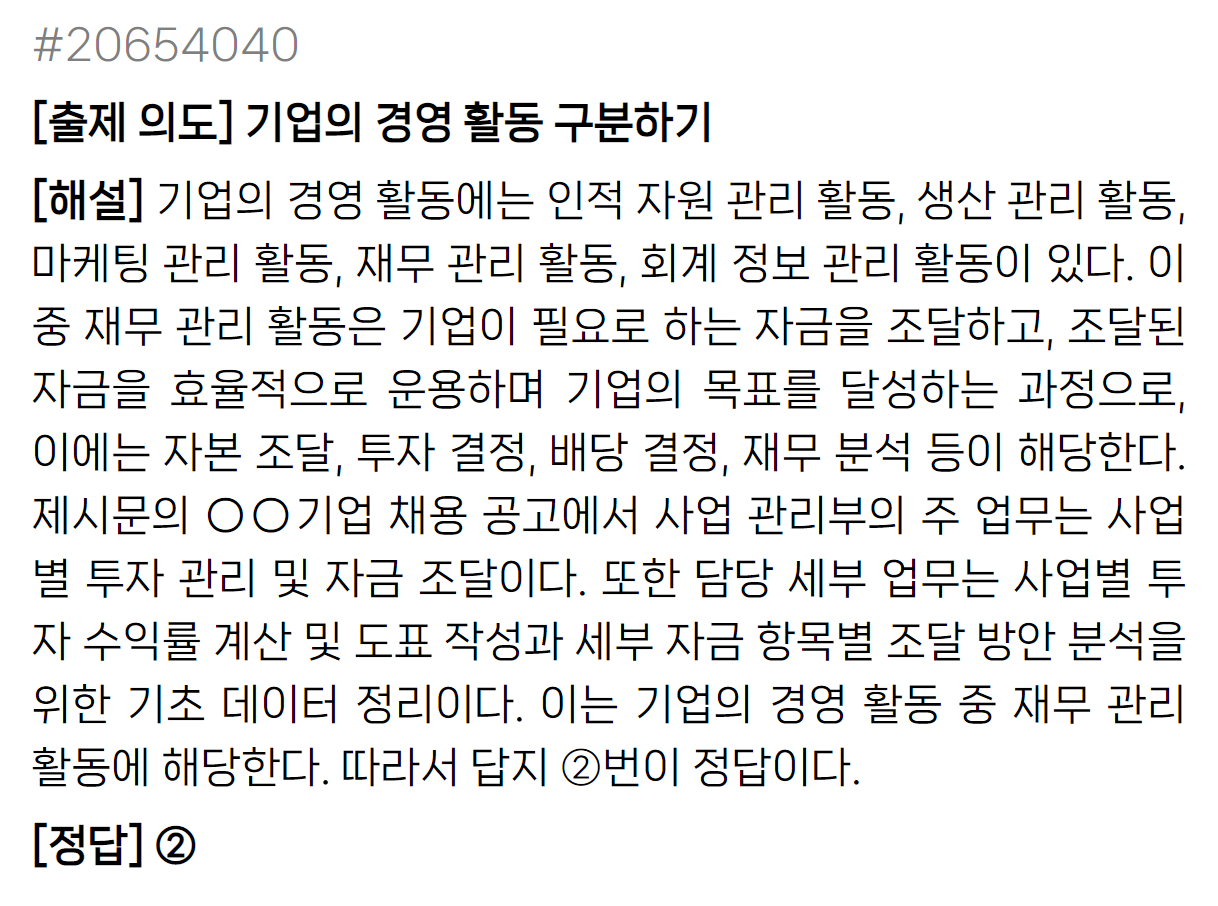 #20654040
[출제 의도] 기업의 경영 활동 구분하기
[해설] 기업의 경영 활동에는 인적 자원 관리 활동, 생산 관리 활동,
마케팅 관리 활동, 재무 관리 활동, 회계 정보 관리 활동이 있다. 이
중 재무 관리 활동은 기업이 필요로 하는 자금을 조달하고, 조달된
자금을 효율적으로 운용하며 기업의 목표를 달성하는 과정으로,
이에는 자본 조달, 투자 결정, 배당 결정, 재무 분석 등이 해당한다.
제시문의 ○○기업 채용 공고에서 사업 관리부의 주 업무는 사업
별 투자 관리 및 자금 조달이다. 또한 담당 세부 업무는 사업별 투
자 수익률 계산 및 도표 작성과 세부 자금 항목별 조달 방안 분석을
위한 기초 데이터 정리이다. 이는 기업의 경영 활동 중 재무 관리
활동에 해당한다. 따라서 답지 ②번이 정답이다.
[정답] ②